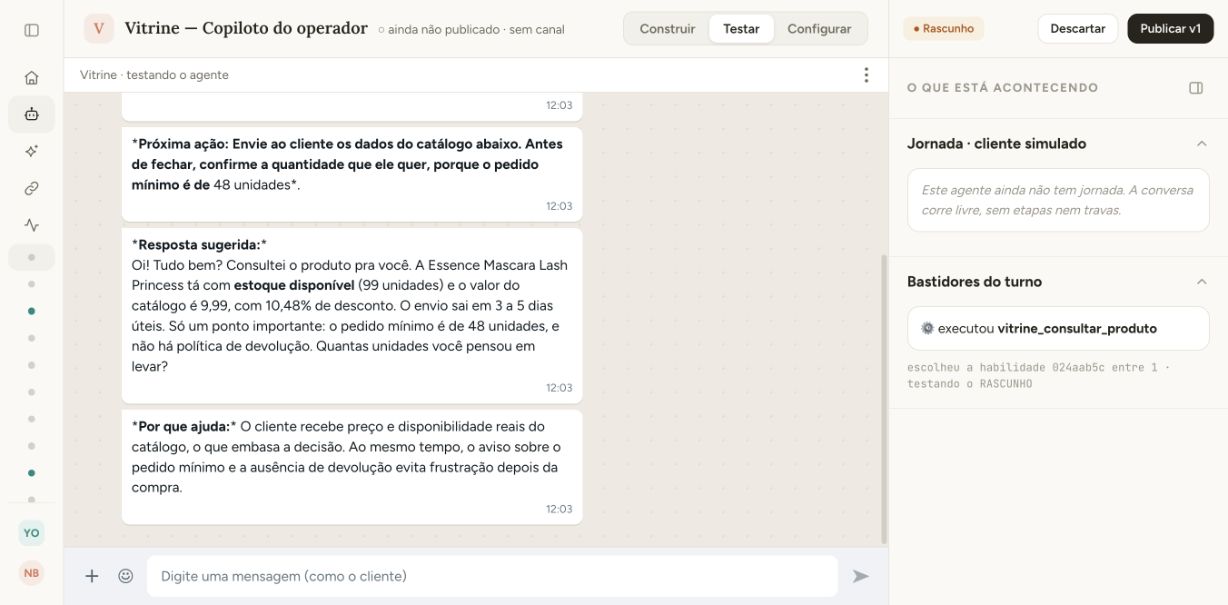 V
Vitrine — Copiloto do operador
ainda não publicado · sem canal
Construir
Testar
Configurar
Rascunho
Descartar
Publicar v1
Vitrine · testando o agente
12:03
*Próxima ação: Envie ao cliente os dados do catálogo abaixo. Antes
de fechar, confirme a quantidade que ele quer, porque o pedido
mínimo é de 48 unidades*.
12:03
*Resposta sugerida:*
Oi! Tudo bem? Consultei o produto pra você. A Essence Mascara Lash
Princess tá com estoque disponível (99 unidades) e o valor do
catálogo é 9,99, com 10,48% de desconto. O envio sai em 3 a 5 dias
úteis. Só um ponto importante: o pedido mínimo é de 48 unidades, e
não há política de devolução. Quantas unidades você pensou em
levar?
12:03
*Por que ajuda:* O cliente recebe preço e disponibilidade reais do
catálogo, o que embasa a decisão. Ao mesmo tempo, o aviso sobre o
pedido mínimo e a ausência de devolução evita frustração depois da
compra.
12:03
Digite uma mensagem (como o cliente)
YO
NB
O QUE ESTÁ ACONTECENDO
Jornada · cliente simulado
Este agente ainda não tem jornada. A conversa
corre livre, sem etapas nem travas.
Bastidores do turno
executou vitrine_consultar_produto
escolheu a habilidade 024aab5c entre 1 ·
testando o RASCUNHO